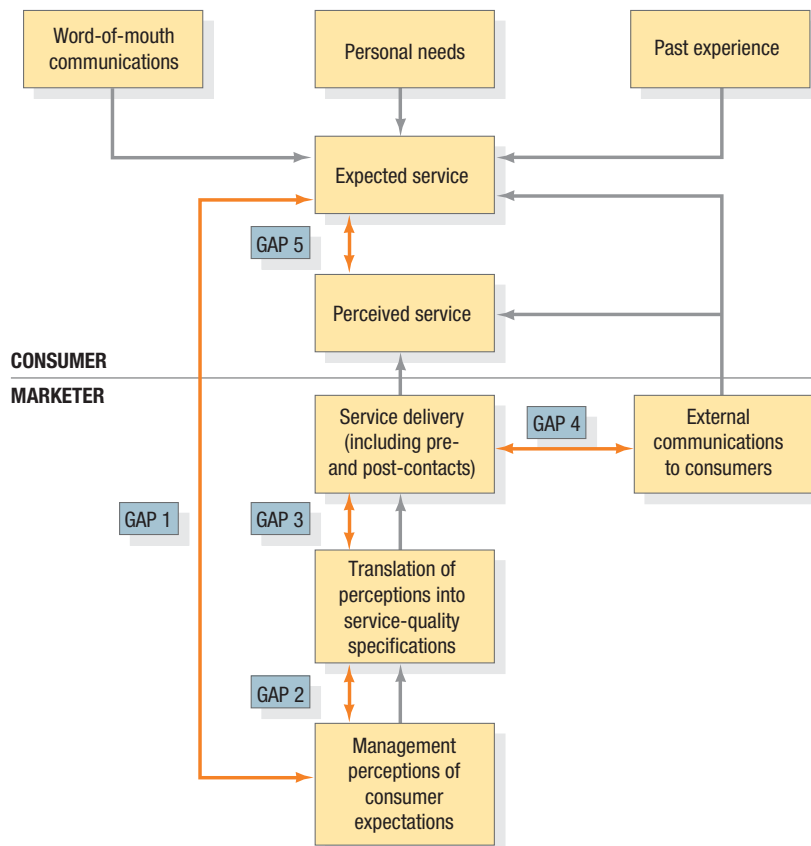 Word-of-mouth
communications
Personal needs
Past experience
Expected service
GAP 5
Perceived service
CONSUMER
MARKETER
Service delivery
(including pre-
and post-contacts)
GAP 4
External
communications
to consumers
GAP 1
GAP 3
Translation of
perceptions into
service-quality
specifications
GAP 2
Management
perceptions of
consumer
expectations